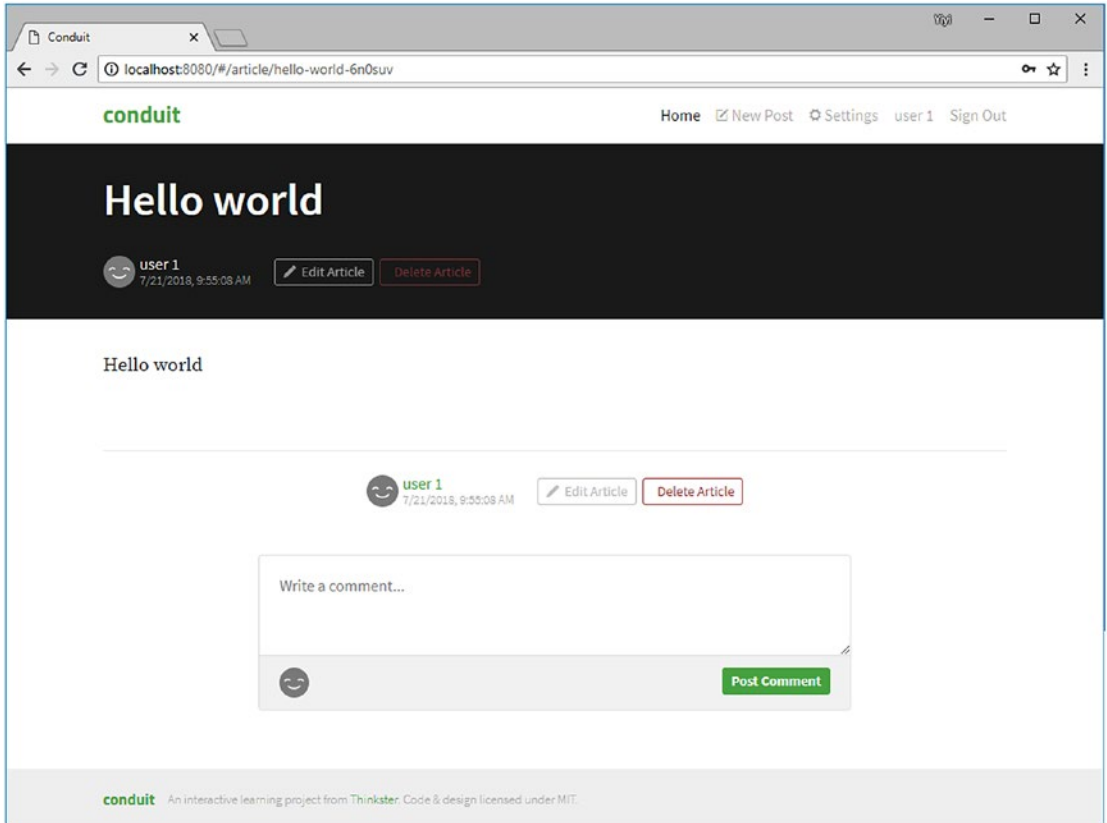 Conduit
localhost:8080/#/article/hello-world-6n0suv
conduit
Home New Post Settings user 1 Sign Out
Hello world
user 1
7/21/2018, 9:55:08 AM
Edit Article Delete Article
Hello world
user 1
7/21/2018, 9:55:08 AM
Edit Article Delete Article
Write a comment...
Post Comment
conduit An interactive learning project from Thinkster. Code & design licensed under MIT.